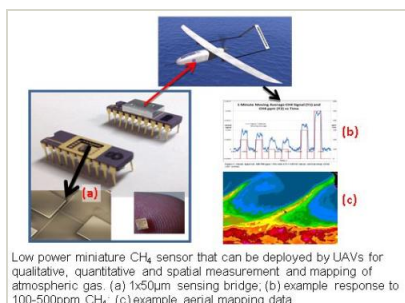 (a)
(b)
(c)
Low power miniature CH₄ sensor that can be deployed by UAVs for
qualitative, quantitative and spatial measurement and mapping of
atmospheric gas. (a) 1x50µm sensing bridge; (b) example response to
100-500ppm CH₄; (c) example aerial mapping data